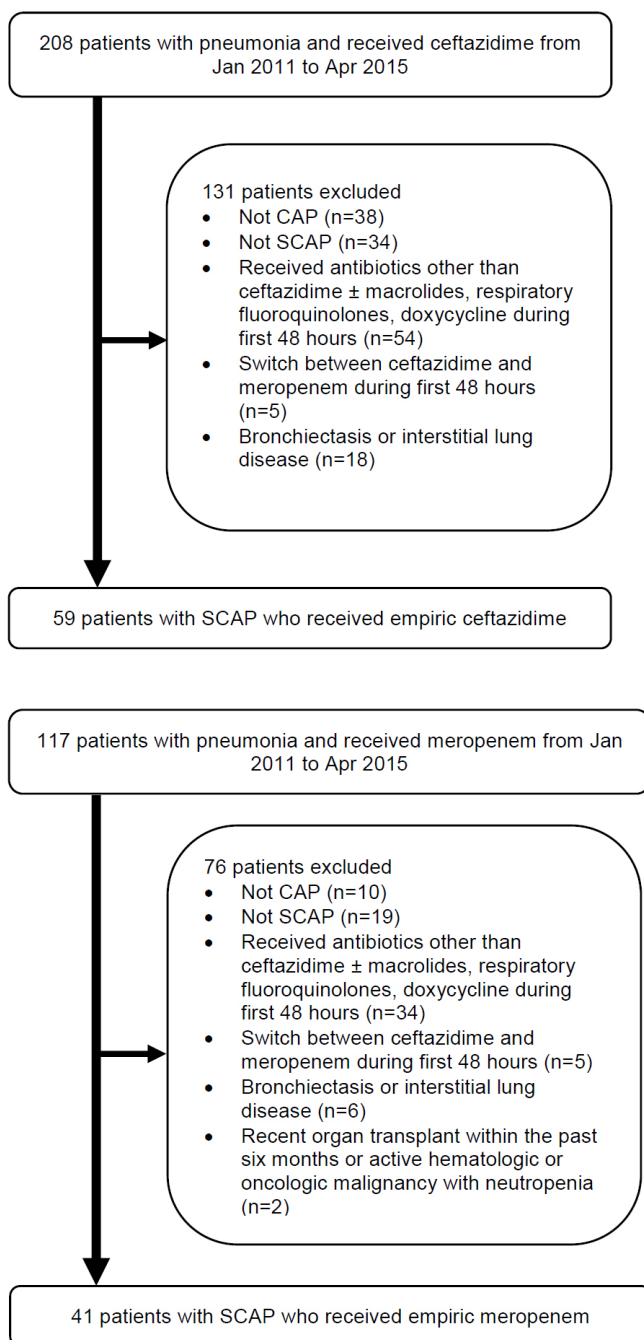 208 patients with pneumonia and received ceftazidime from
Jan 2011 to Apr 2015
131 patients excluded
• Not CAP (n=38)
• Not SCAP (n=34)
• Received antibiotics other than
ceftazidime ± macrolides, respiratory
fluoroquinolones, doxycycline during
first 48 hours (n=54)
• Switch between ceftazidime and
meropenem during first 48 hours
(n=5)
• Bronchiectasis or interstitial lung
disease (n=18)
59 patients with SCAP who received empiric ceftazidime
117 patients with pneumonia and received meropenem from Jan
2011 to Apr 2015
76 patients excluded
• Not CAP (n=10)
• Not SCAP (n=19)
• Received antibiotics other than
ceftazidime ± macrolides, respiratory
fluoroquinolones, doxycycline during
first 48 hours (n=34)
• Switch between ceftazidime and
meropenem during first 48 hours (n=5)
• Bronchiectasis or interstitial lung
disease (n=6)
• Recent organ transplant within the past
six months or active hematologic or
oncologic malignancy with neutropenia
(n=2)
41 patients with SCAP who received empiric meropenem